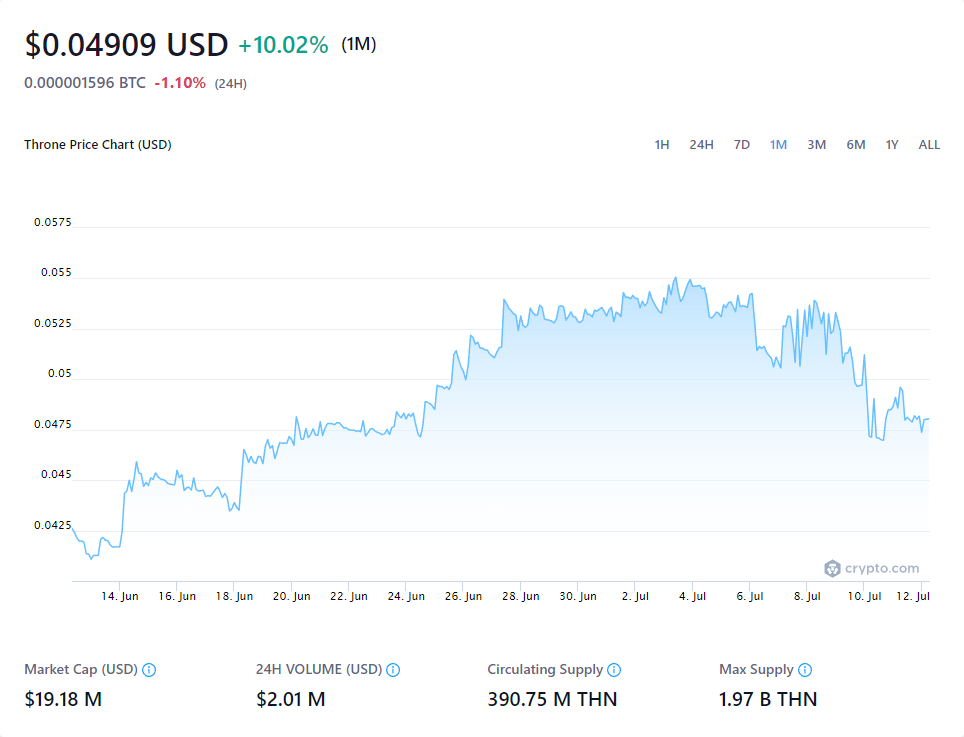 $0.04909 USD +10.02% (1M)
0.000001596 BTC -1.10% (24H)
Throne Price Chart (USD) 1H 24H 7D 1M 3M 6M 1Y ALL
0.0575
0.055
0.0525
0.05
0.0475
0.045
0.0425
crypto.com
14. Jun 16. Jun 18. Jun 20. Jun 22. Jun 24. Jun 26. Jun 28. Jun 30. Jun 2. Jul 4. Jul 6. Jul 8. Jul 10. Jul 12. Jul
Market Cap (USD) 24H VOLUME (USD) Circulating Supply Max Supply
$19.18 M $2.01 M 390.75 M THN 1.97 B THN